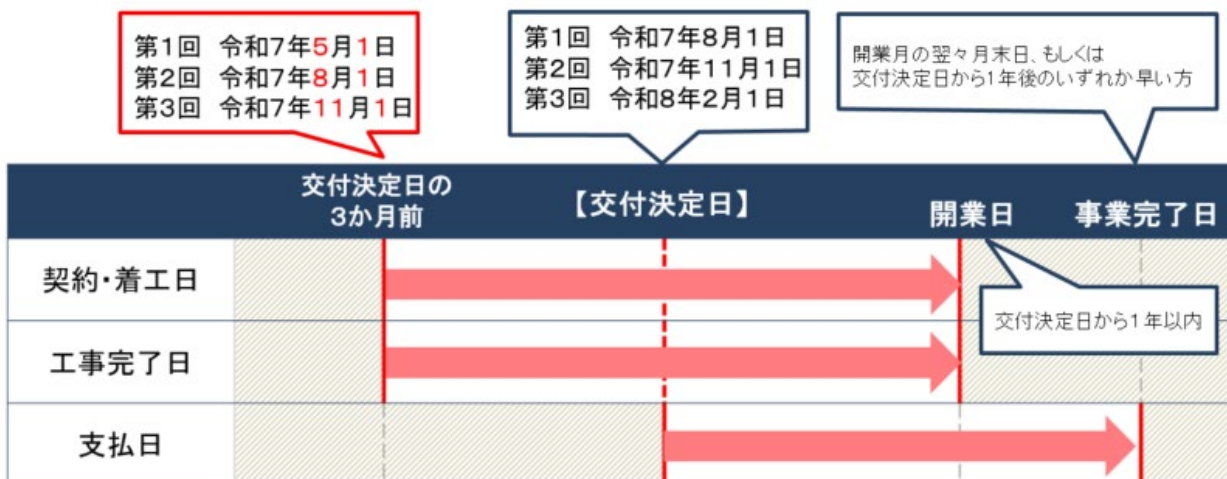 第1回 令和7年5月1日
第2回 令和7年8月1日
第3回 令和7年11月1日
第1回 令和7年8月1日
第2回 令和7年11月1日
第3回 令和8年2月1日
開業月の翌々月末日、もしくは
交付決定日から1年後のいずれか早い方
交付決定日の
3か月前
【交付決定日】
開業日
事業完了日
契約・着工日
交付決定日から1年以内
工事完了日
支払日